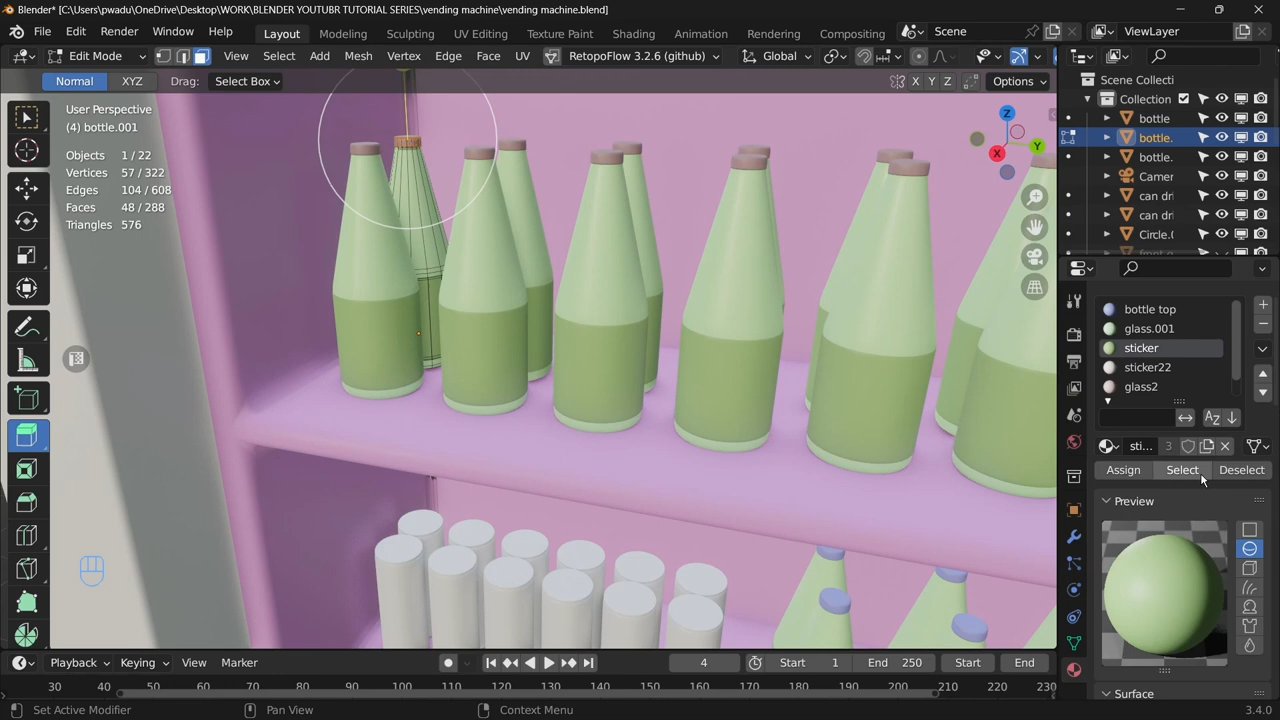 Blender* [C:\Users\pwadu\OneDrive\Desktop\WORK\BLENDER YOUTUBR TUTORIAL SERIES\vending machine\vending machine.blend]
File Edit Render Window Help Layout Modeling Sculpting UV Editing Texture Paint Shading Animation Rendering Compositing Scene ViewLayer
Edit Mode View Select Add Mesh Vertex Edge Face UV RetopoFlow 3.2.6 (github) Global
Normal XYZ Drag: Select Box X Y Z Options
Scene Collecti
Collection
bottle
bottle.
bottle.
Camer
can dri
can dri
Circle.(
User Perspective
(4) bottle.001
Objects 1 / 22
Vertices 57 / 322
Edges 104 / 608
Faces 48 / 288
Triangles 576
Z
Y
X
bottle top
glass.001
sticker
sticker22
glass2
sti... 3
Assign Select Deselect
Preview
Surface
Playback Keying View Marker 4 Start 1 End 250 Start End
30 40 50 60 70 80 90 100 110 120 130 140 150 160 170 180 190 200 210 220 230
Set Active Modifier Pan View Context Menu 3.4.0